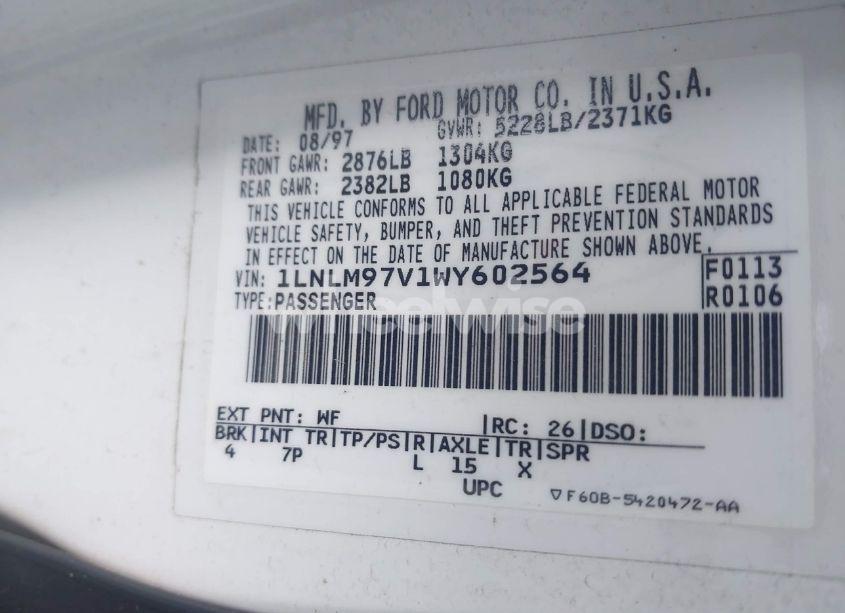 MFD. BY FORD MOTOR CO. IN U.S.A.
DATE: 08/97 GVWR: 5228LB/2371KG
FRONT GAWR: 2876LB 1304KG
REAR GAWR: 2382LB 1080KG
THIS VEHICLE CONFORMS TO ALL APPLICABLE FEDERAL MOTOR
VEHICLE SAFETY, BUMPER, AND THEFT PREVENTION STANDARDS
IN EFFECT ON THE DATE OF MANUFACTURE SHOWN ABOVE.
VIN: 1LNLM97V1WY602564 F0113
TYPE: PASSENGER R0106
wheelwise
EXT PNT: WF RC: 26 DSO:
BRK INT TR TP/PS R AXLE TR SPR
4 7P L 15 X
UPC F60B-5420472-AA